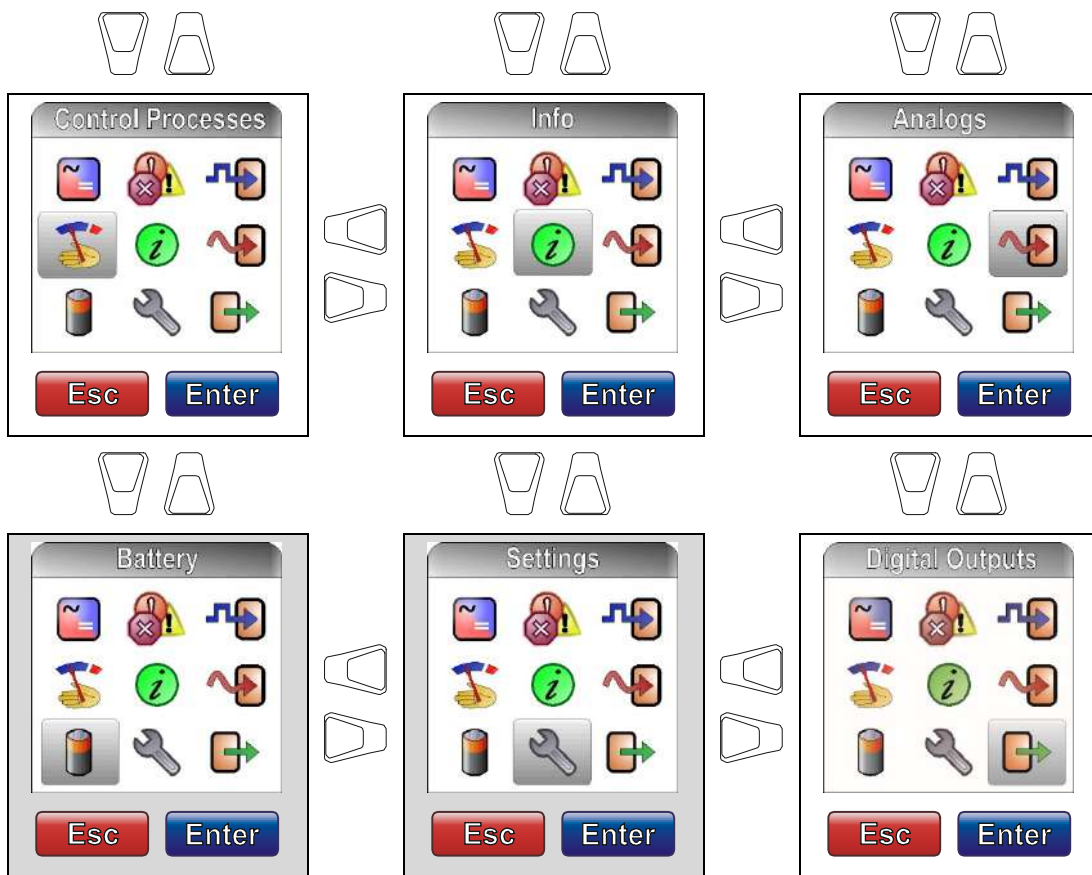 Control Processes
Info
Analogs
Esc Enter
Esc Enter
Esc Enter
Battery
Settings
Digital Outputs
Esc Enter
Esc Enter
Esc Enter